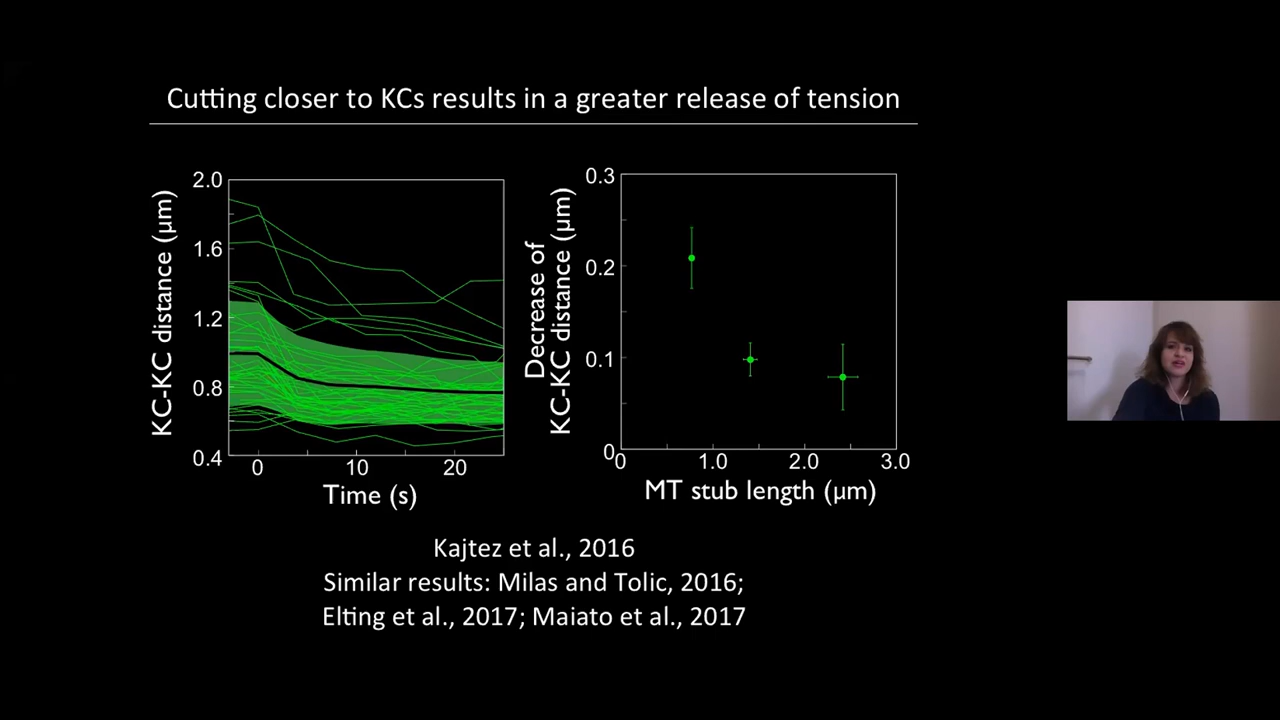 Cutting closer to KCs results in a greater release of tension
KC-KC distance (µm)
2.0
1.6
1.2
0.8
0.4
0
10
20
Time (s)
Decrease of
KC-KC distance (µm)
0.3
0.2
0.1
0
0
1.0
2.0
3.0
MT stub length (µm)
Kajtez et al., 2016
Similar results: Milas and Tolic, 2016;
Elting et al., 2017; Maiato et al., 2017